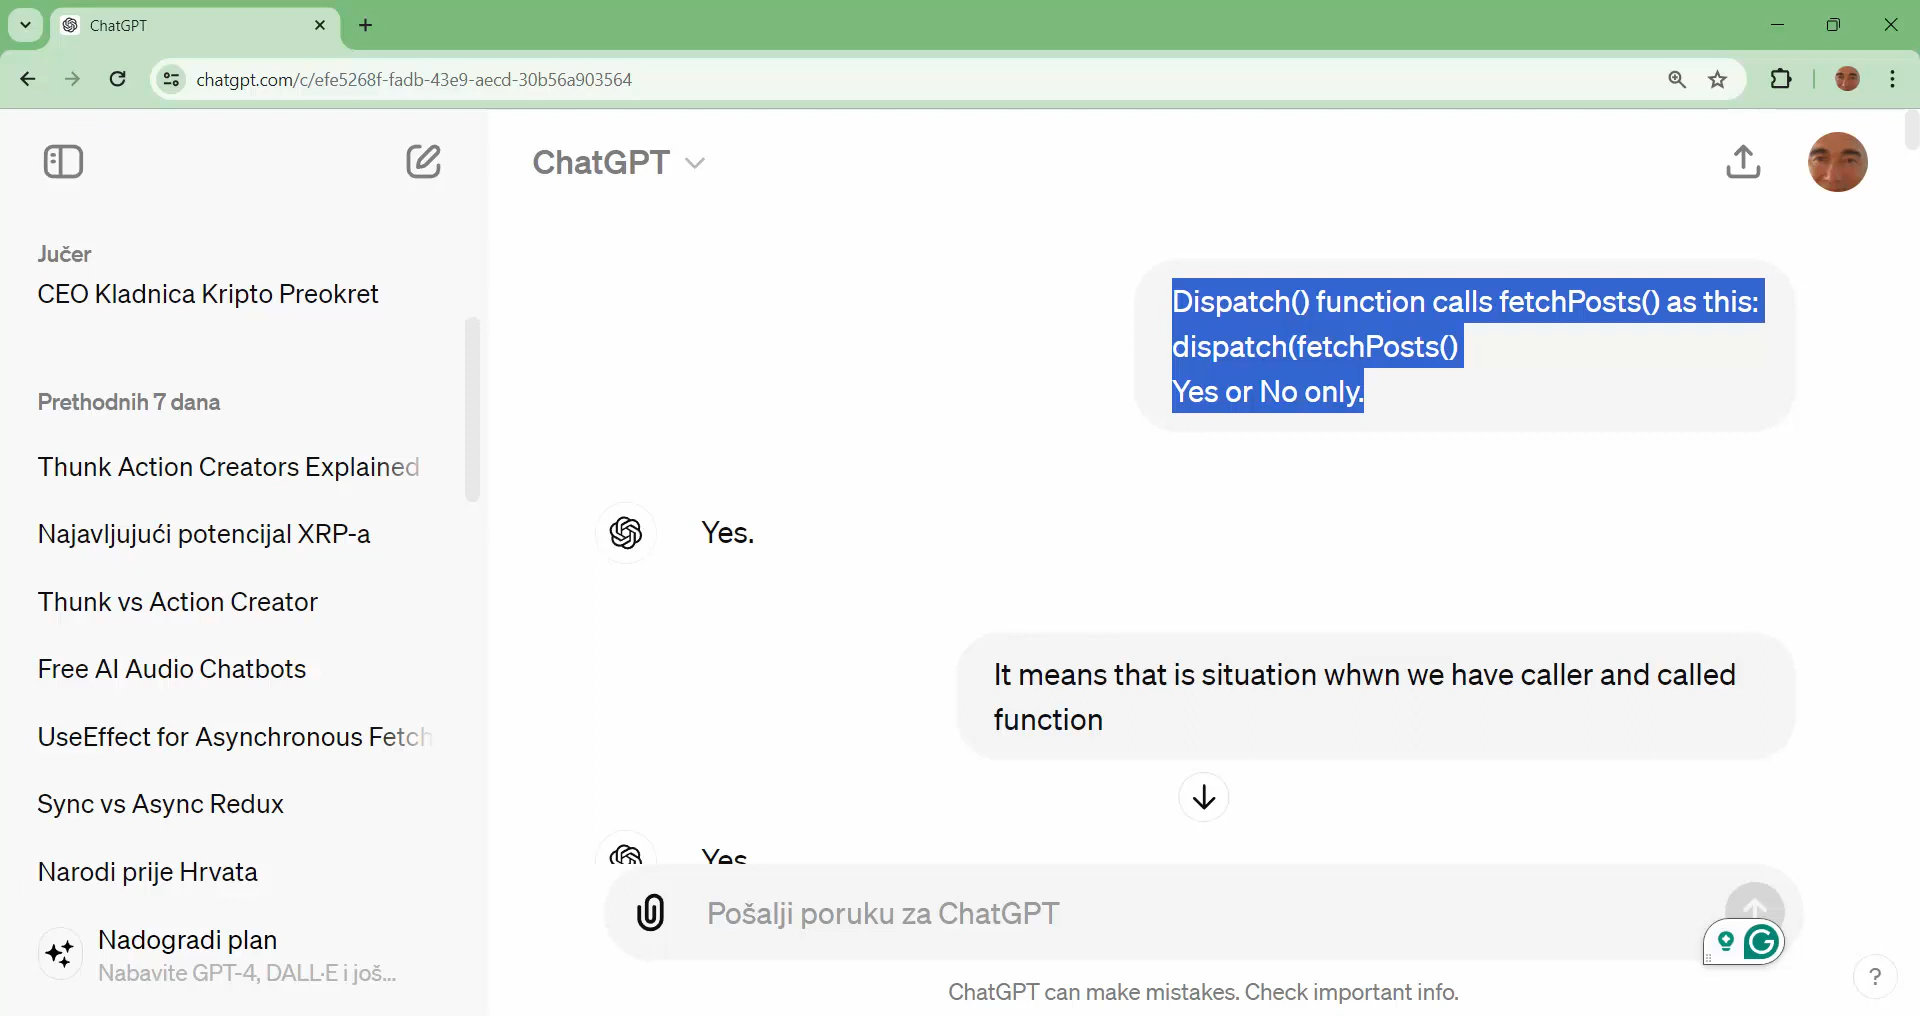 ChatGPT
chatgpt.com/c/efe5268f-fadb-43e9-aecd-30b56a903564
ChatGPT
Jučer
CEO Kladnica Kripto Preokret
Prethodnih 7 dana
Thunk Action Creators Explained
Najavljujući potencijal XRP-a
Thunk vs Action Creator
Free AI Audio Chatbots
UseEffect for Asynchronous Fetch
Sync vs Async Redux
Narodi prije Hrvata
Nadogradi plan
Nabavite GPT-4, DALL·E i još...
Dispatch() function calls fetchPosts() as this:
dispatch(fetchPosts()
Yes or No only.
Yes.
It means that is situation whwn we have caller and called
function
Yes
Pošalji poruku za ChatGPT
ChatGPT can make mistakes. Check important info.
?